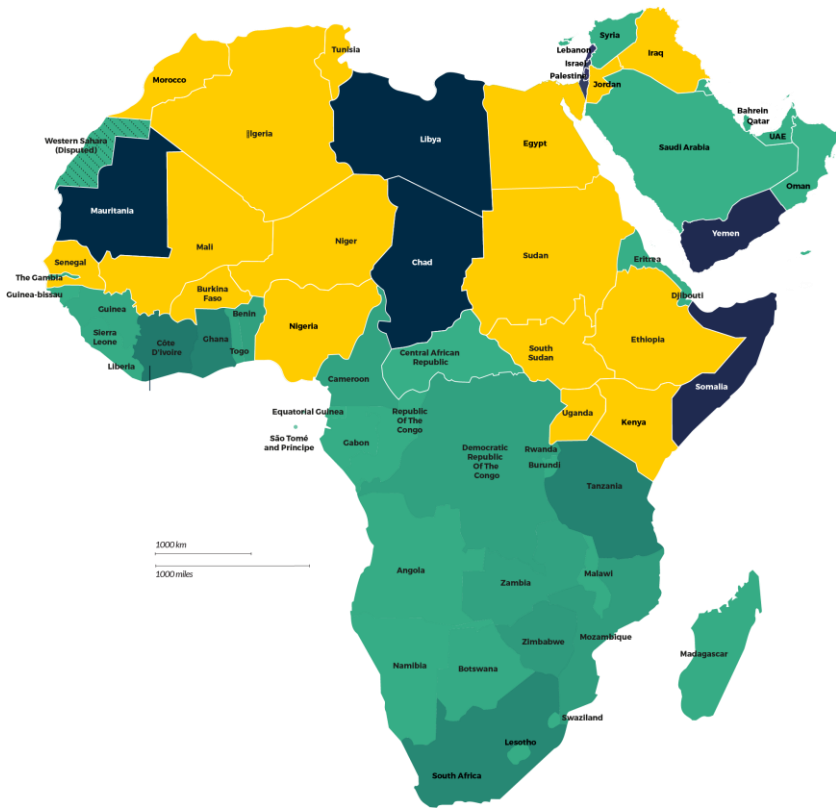 Tunisia
Morocco
Lebanon
Syria
Israel
Palestine
Iraq
Jordan
Western Sahara
(Disputed)
|lgeria
Libya
Egypt
Bahrein
Qatar
UAE
Saudi Arabia
Oman
Mauritania
Mali
Niger
Chad
Sudan
Yemen
Eritrea
Senegal
The Gambia
Guinea-bissau
Guinea
Burkina
Faso
Benin
Nigeria
Djibouti
Sierra
Leone
Liberia
Côte
D'Ivoire
Ghana
Togo
Central African
Republic
South
Sudan
Ethiopia
Somalia
Cameroon
Equatorial Guinea
São Tomé
and Príncipe
Gabon
Republic
Of The
Congo
Democratic
Republic
Of The
Congo
Uganda
Kenya
Rwanda
Burundi
Tanzania
1000 km
1000 miles
Angola
Zambia
Malawi
Mozambique
Zimbabwe
Madagascar
Namibia
Botswana
Swaziland
Lesotho
South Africa